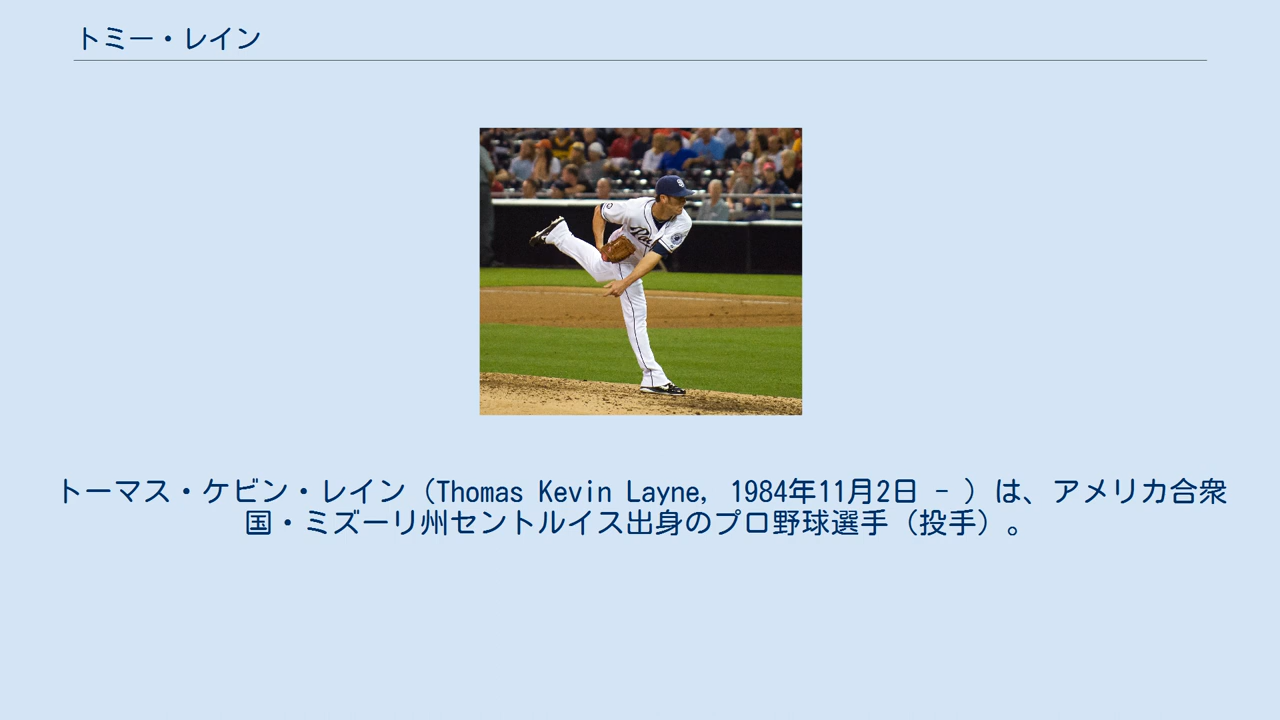 トミー・レイン
トーマス・ケビン・レイン（Thomas Kevin Layne, 1984年11月2日 - ）は、アメリカ合衆
国・ミズーリ州セントルイス出身のプロ野球選手（投手）。